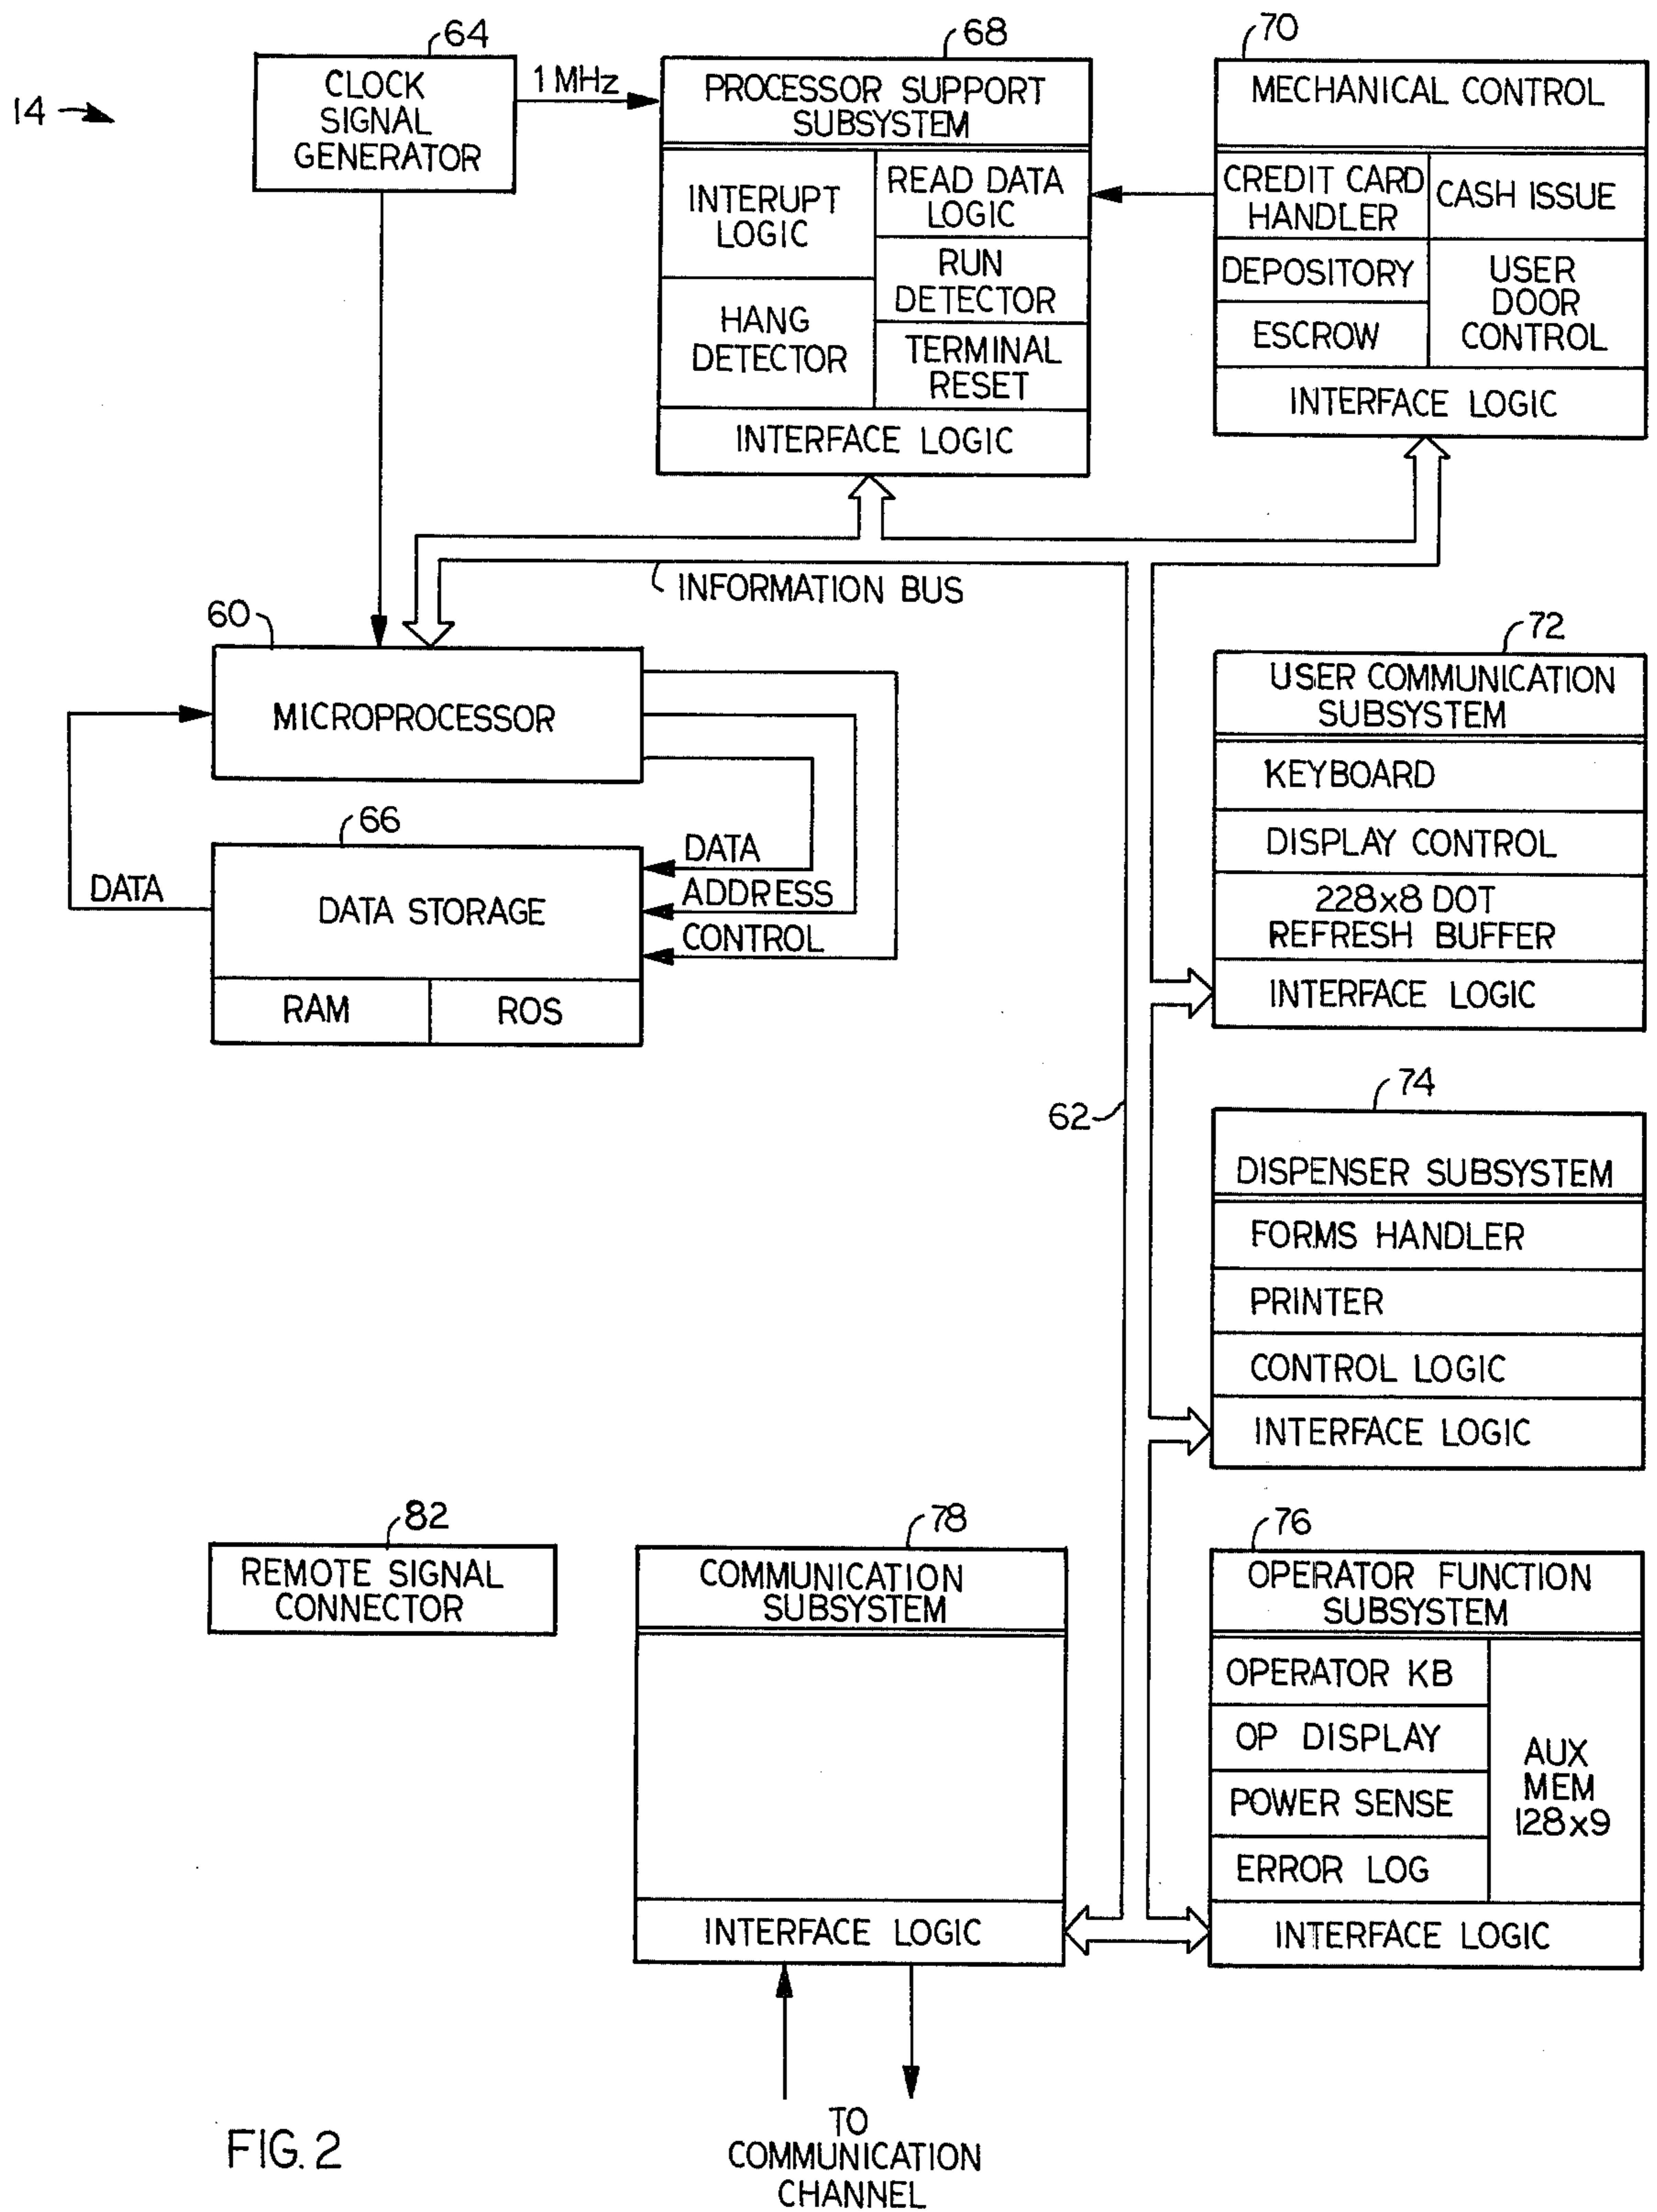 14
64
CLOCK
SIGNAL
GENERATOR
1 MHz
68
PROCESSOR SUPPORT
SUBSYSTEM
INTERUPT
LOGIC
READ DATA
LOGIC
RUN
DETECTOR
HANG
DETECTOR
TERMINAL
RESET
INTERFACE LOGIC
70
MECHANICAL CONTROL
CREDIT CARD
HANDLER
CASH ISSUE
DEPOSITORY
ESCROW
USER
DOOR
CONTROL
INTERFACE LOGIC
INFORMATION BUS
60
MICROPROCESSOR
66
DATA STORAGE
RAM
ROS
DATA
DATA
ADDRESS
CONTROL
72
USER COMMUNICATION
SUBSYSTEM
KEYBOARD
DISPLAY CONTROL
228x8 DOT
REFRESH BUFFER
INTERFACE LOGIC
62
74
DISPENSER SUBSYSTEM
FORMS HANDLER
PRINTER
CONTROL LOGIC
INTERFACE LOGIC
82
REMOTE SIGNAL
CONNECTOR
78
COMMUNICATION
SUBSYSTEM
INTERFACE LOGIC
76
OPERATOR FUNCTION
SUBSYSTEM
OPERATOR KB
OP DISPLAY
POWER SENSE
ERROR LOG
AUX
MEM
128x9
INTERFACE LOGIC
TO
COMMUNICATION
CHANNEL
FIG. 2